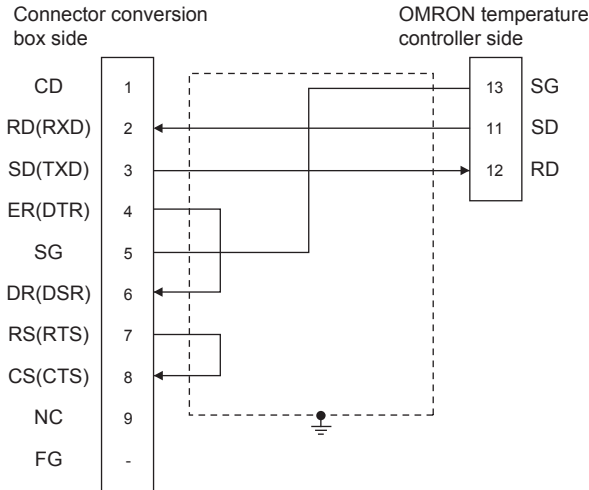 Connector conversion
box side
OMRON temperature
controller side
CD 1 13 SG
RD(RXD) 2 11 SD
SD(TXD) 3 12 RD
ER(DTR) 4
SG 5
DR(DSR) 6
RS(RTS) 7
CS(CTS) 8
NC 9
FG -